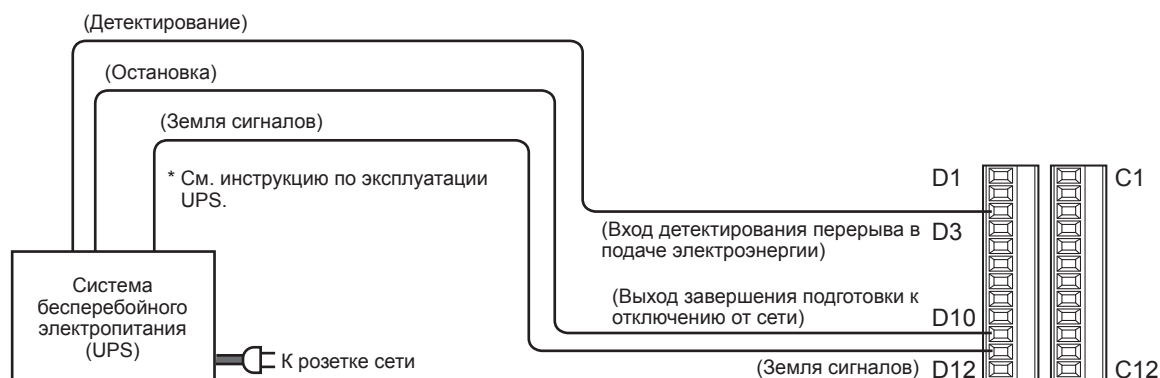 (Детектирование)
(Остановка)
(Земля сигналов)
* См. инструкцию по эксплуатации
UPS.
D1
C1
(Вход детектирования перерыва в
подаче электроэнергии)
D3
Система
бесперебойного
электропитания
(UPS)
(Выход завершения подготовки к
отключению от сети)
D10
К розетке сети
(Земля сигналов)
D12
C12